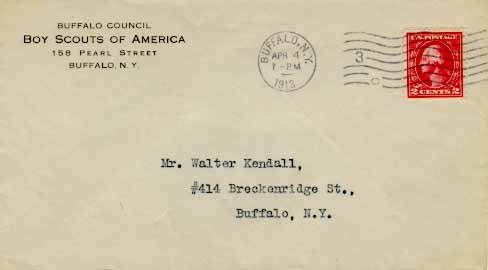 BUFFALO COUNCIL
BOY SCOUTS OF AMERICA
158 PEARL STREET
BUFFALO, N. Y.
BUFFALO, N.Y.
APR 4
7-PM
1913
3
C
2 CENTS 2
Mr. Walter Kendall,
#414 Breckenridge St.,
Buffalo, N.Y.